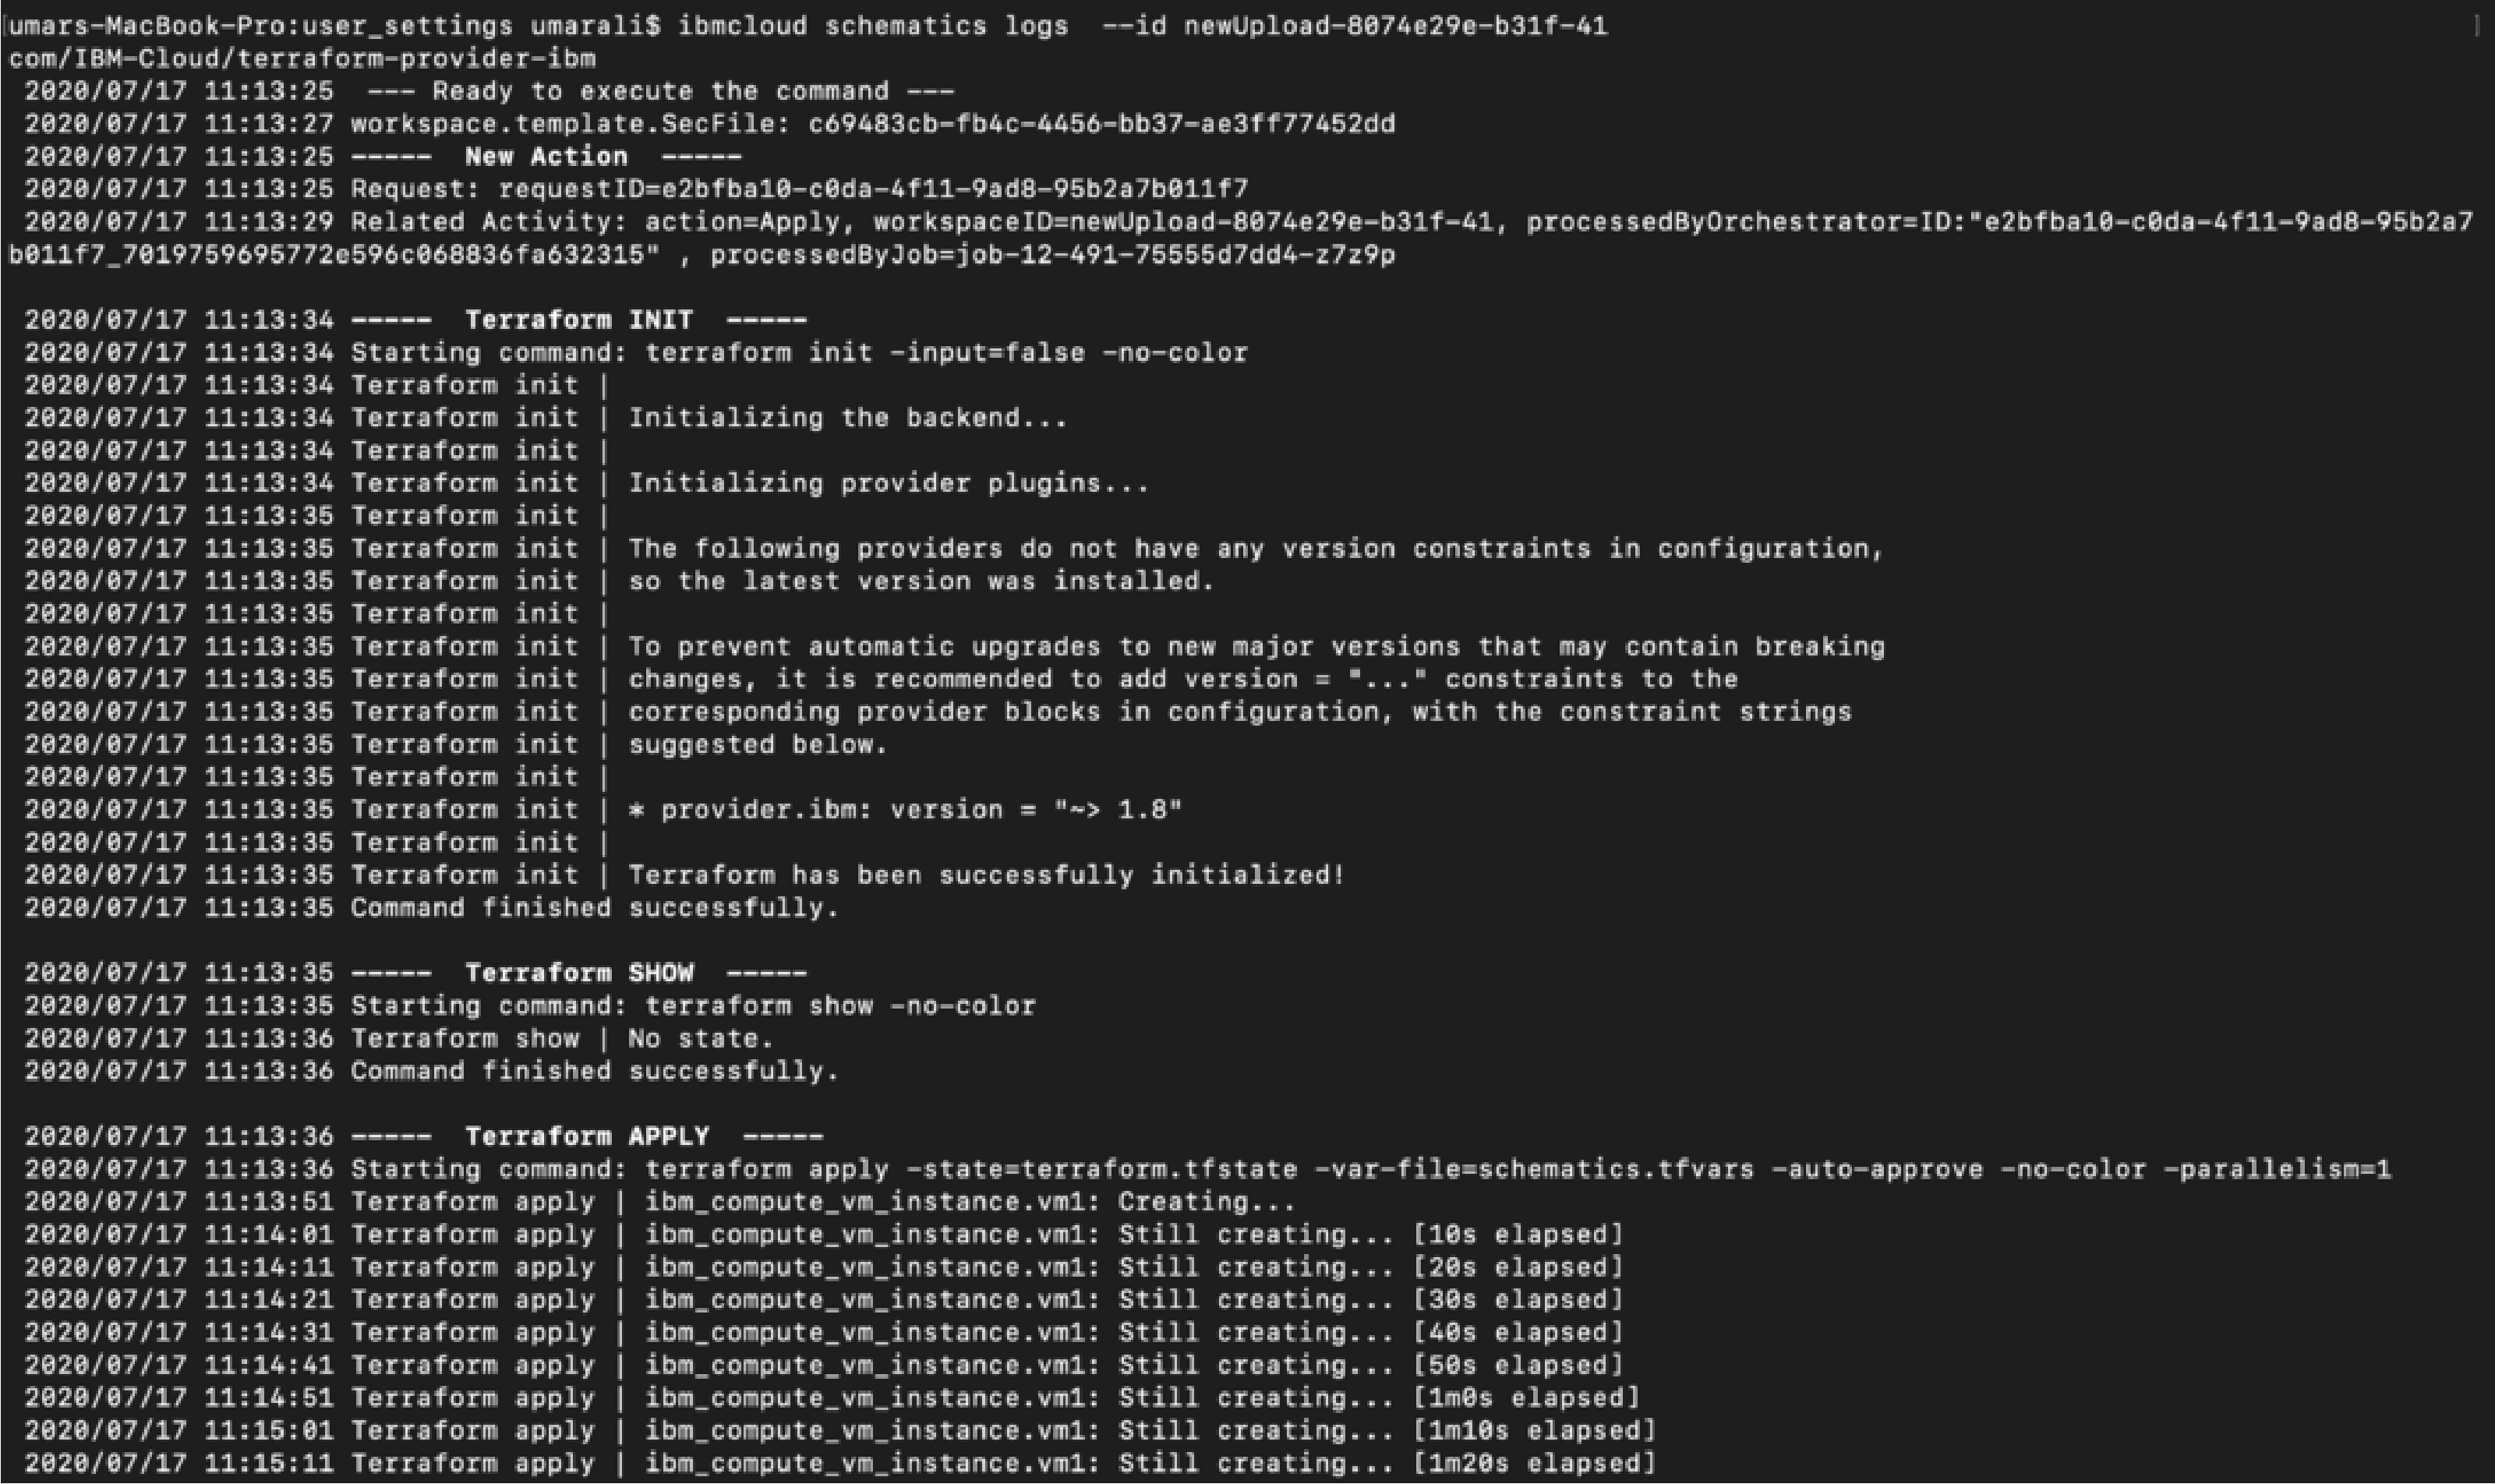 umars-MacBook-Pro:user_settings umarali$ ibmcloud schematics logs  --id newUpload-8074e29e-b31f-41
com/IBM-Cloud/terraform-provider-ibm
2020/07/17 11:13:25  --- Ready to execute the command ---
2020/07/17 11:13:27 workspace.template.SecFile: c69483cb-fb4c-4456-bb37-ae3ff77452dd
2020/07/17 11:13:25 -----  New Action  -----
2020/07/17 11:13:25 Request: requestID=e2bfba10-c0da-4f11-9ad8-95b2a7b011f7
2020/07/17 11:13:29 Related Activity: action=Apply, workspaceID=newUpload-8074e29e-b31f-41, processedByOrchestrator=ID:"e2bfba10-c0da-4f11-9ad8-95b2a7
b011f7_7019759695772e596c068836fa632315" , processedByJob=job-12-491-75555d7dd4-z7z9p
2020/07/17 11:13:34 -----  Terraform INIT  -----
2020/07/17 11:13:34 Starting command: terraform init -input=false -no-color
2020/07/17 11:13:34 Terraform init |
2020/07/17 11:13:34 Terraform init | Initializing the backend...
2020/07/17 11:13:34 Terraform init |
2020/07/17 11:13:34 Terraform init | Initializing provider plugins...
2020/07/17 11:13:35 Terraform init |
2020/07/17 11:13:35 Terraform init | The following providers do not have any version constraints in configuration,
2020/07/17 11:13:35 Terraform init | so the latest version was installed.
2020/07/17 11:13:35 Terraform init |
2020/07/17 11:13:35 Terraform init | To prevent automatic upgrades to new major versions that may contain breaking
2020/07/17 11:13:35 Terraform init | changes, it is recommended to add version = "..." constraints to the
2020/07/17 11:13:35 Terraform init | corresponding provider blocks in configuration, with the constraint strings
2020/07/17 11:13:35 Terraform init | suggested below.
2020/07/17 11:13:35 Terraform init |
2020/07/17 11:13:35 Terraform init | * provider.ibm: version = "~> 1.8"
2020/07/17 11:13:35 Terraform init |
2020/07/17 11:13:35 Terraform init | Terraform has been successfully initialized!
2020/07/17 11:13:35 Command finished successfully.
2020/07/17 11:13:35 -----  Terraform SHOW  -----
2020/07/17 11:13:35 Starting command: terraform show -no-color
2020/07/17 11:13:36 Terraform show | No state.
2020/07/17 11:13:36 Command finished successfully.
2020/07/17 11:13:36 -----  Terraform APPLY  -----
2020/07/17 11:13:36 Starting command: terraform apply -state=terraform.tfstate -var-file=schematics.tfvars -auto-approve -no-color -parallelism=1
2020/07/17 11:13:51 Terraform apply | ibm_compute_vm_instance.vm1: Creating...
2020/07/17 11:14:01 Terraform apply | ibm_compute_vm_instance.vm1: Still creating... [10s elapsed]
2020/07/17 11:14:11 Terraform apply | ibm_compute_vm_instance.vm1: Still creating... [20s elapsed]
2020/07/17 11:14:21 Terraform apply | ibm_compute_vm_instance.vm1: Still creating... [30s elapsed]
2020/07/17 11:14:31 Terraform apply | ibm_compute_vm_instance.vm1: Still creating... [40s elapsed]
2020/07/17 11:14:41 Terraform apply | ibm_compute_vm_instance.vm1: Still creating... [50s elapsed]
2020/07/17 11:14:51 Terraform apply | ibm_compute_vm_instance.vm1: Still creating... [1m0s elapsed]
2020/07/17 11:15:01 Terraform apply | ibm_compute_vm_instance.vm1: Still creating... [1m10s elapsed]
2020/07/17 11:15:11 Terraform apply | ibm_compute_vm_instance.vm1: Still creating... [1m20s elapsed]